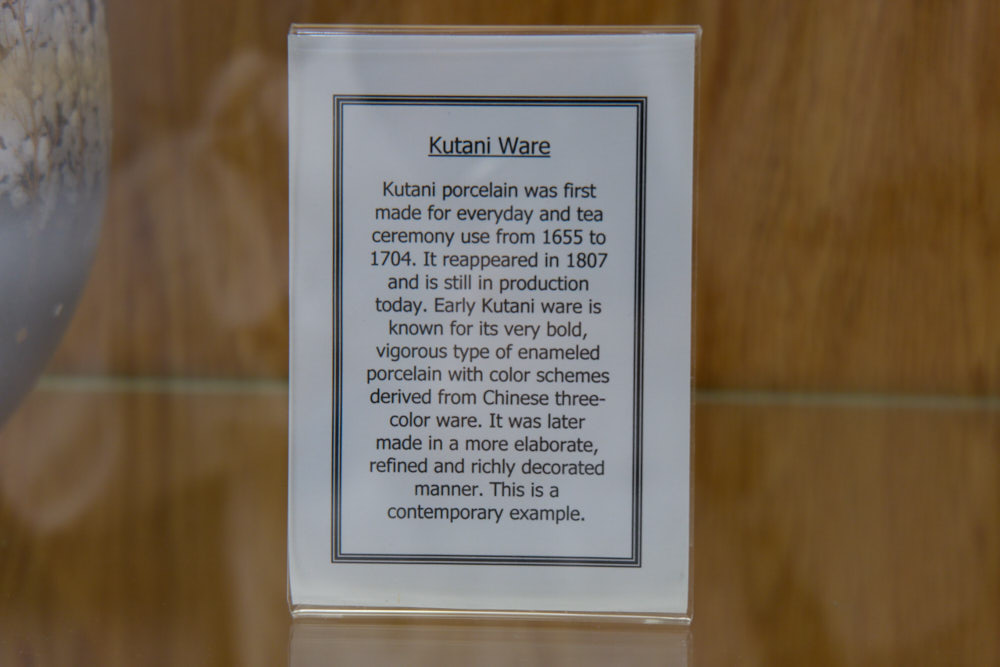 Kutani Ware
Kutani porcelain was first
made for everyday and tea
ceremony use from 1655 to
1704. It reappeared in 1807
and is still in production
today. Early Kutani ware is
known for its very bold,
vigorous type of enameled
porcelain with color schemes
derived from Chinese three-
color ware. It was later
made in a more elaborate,
refined and richly decorated
manner. This is a
contemporary example.